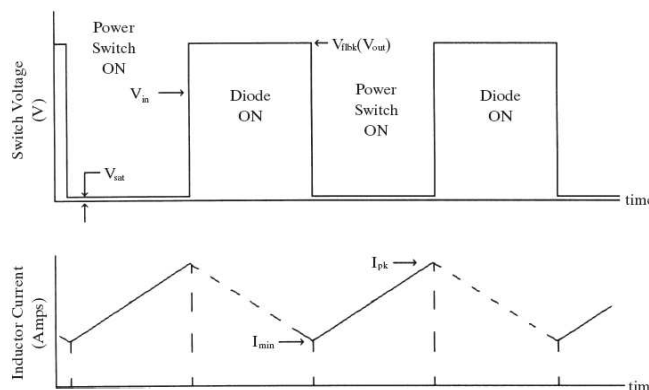 Power
Switch
ON
V_flbk(V_out)
V_in
Diode
ON
Power
Switch
ON
Diode
ON
Switch Voltage
(V)
V_sat
time
I_pk
I_min
Inductor Current
(Amps)
time